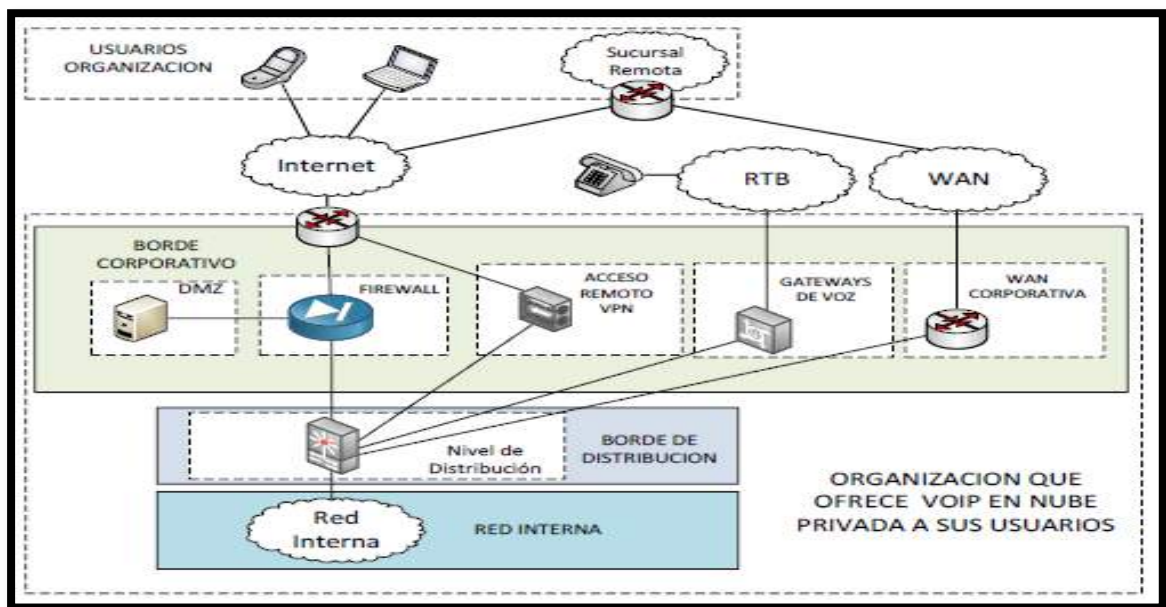 USUARIOS
ORGANIZACION
Sucursal
Remota
Internet
RTB
WAN
BORDE
CORPORATIVO
DMZ
FIREWALL
ACCESO
REMOTO
VPN
GATEWAYS
DE VOZ
WAN
CORPORATIVA
Nivel de
Distribución
BORDE DE
DISTRIBUCION
Red
Interna
RED INTERNA
ORGANIZACION QUE
OFRECE VOIP EN NUBE
PRIVADA A SUS USUARIOS